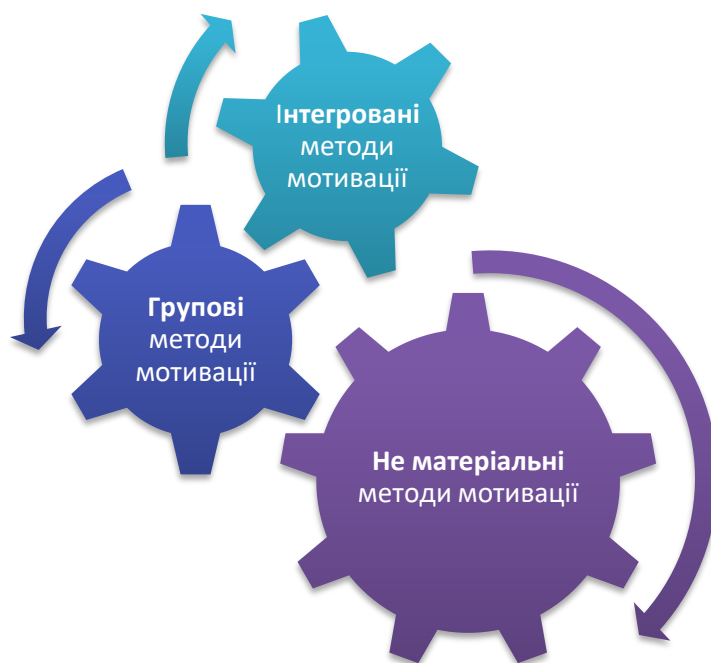 Інтегровані
методи
мотивації
Групові
методи
мотивації
Не матеріальні
методи мотивації